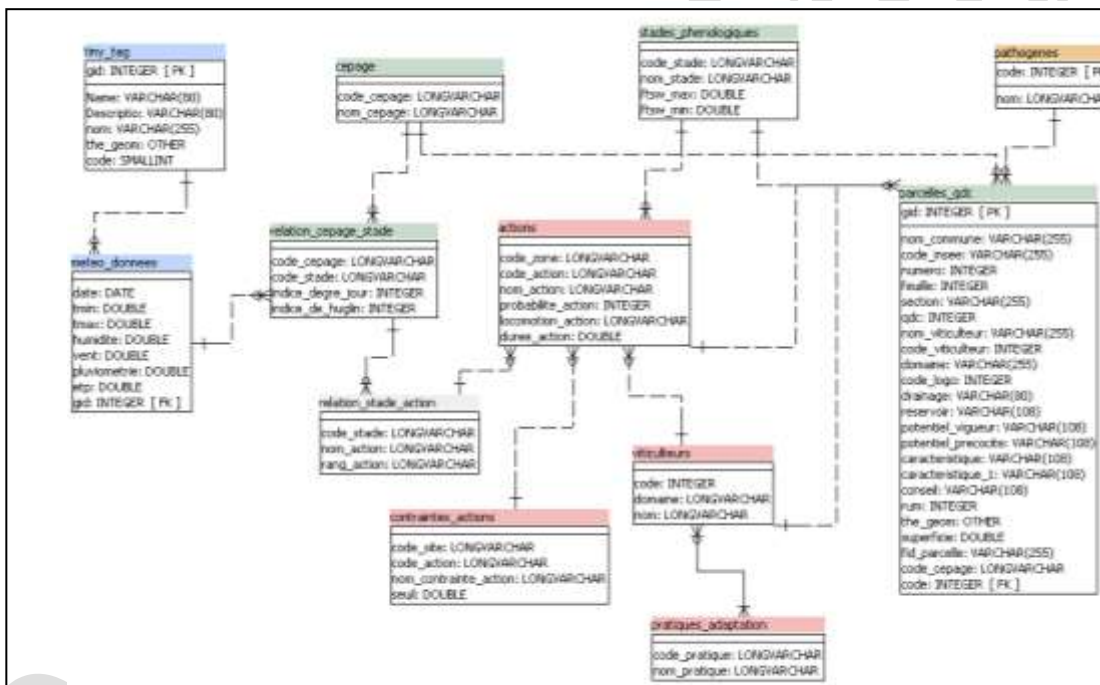 tiny_tag
gid: INTEGER [ PK ]
Name: VARCHAR(80)
Descriptio: VARCHAR(80)
nom: VARCHAR(255)
the_geom: OTHER
code: SMALLINT
cepage
code_cepage: LONGVARCHAR
nom_cepage: LONGVARCHAR
stades_phenologiques
code_stade: LONGVARCHAR
nom_stade: LONGVARCHAR
ftsw_max: DOUBLE
ftsw_min: DOUBLE
pathogenes
code: INTEGER [ P
nom: LONGVARCHA
meteo_donnees
date: DATE
tmin: DOUBLE
tmax: DOUBLE
humidite: DOUBLE
vent: DOUBLE
pluviometrie: DOUBLE
etp: DOUBLE
gid: INTEGER [ FK ]
relation_cepage_stade
code_cepage: LONGVARCHAR
code_stade: LONGVARCHAR
indice_degre_jour: INTEGER
indice_de_huglin: INTEGER
actions
code_zone: LONGVARCHAR
code_action: LONGVARCHAR
nom_action: LONGVARCHAR
probabilite_action: INTEGER
locomotion_action: LONGVARCHAR
duree_action: DOUBLE
parcelles_qdc
gid: INTEGER [ PK ]
nom_commune: VARCHAR(255)
code_insee: VARCHAR(255)
numero: INTEGER
feuille: INTEGER
section: VARCHAR(255)
qdc: INTEGER
nom_viticulteur: VARCHAR(255)
code_viticulteur: INTEGER
domaine: VARCHAR(255)
code_logo: INTEGER
drainage: VARCHAR(80)
reservoir: VARCHAR(108)
potentiel_vigueur: VARCHAR(108)
potentiel_precocite: VARCHAR(108)
caracteristique: VARCHAR(108)
caracteristique_1: VARCHAR(108)
conseil: VARCHAR(108)
num: INTEGER
the_geom: OTHER
superficie: DOUBLE
fid_parcelle: VARCHAR(255)
code_cepage: LONGVARCHAR
code: INTEGER [ FK ]
relation_stade_action
code_stade: LONGVARCHAR
nom_action: LONGVARCHAR
rang_action: LONGVARCHAR
viticulteurs
code: INTEGER
domaine: LONGVARCHAR
nom: LONGVARCHAR
contraintes_actions
code_site: LONGVARCHAR
code_action: LONGVARCHAR
nom_contrainte_action: LONGVARCHAR
seuil: DOUBLE
pratiques_adaptation
code_pratique: LONGVARCHAR
nom_pratique: LONGVARCHAR